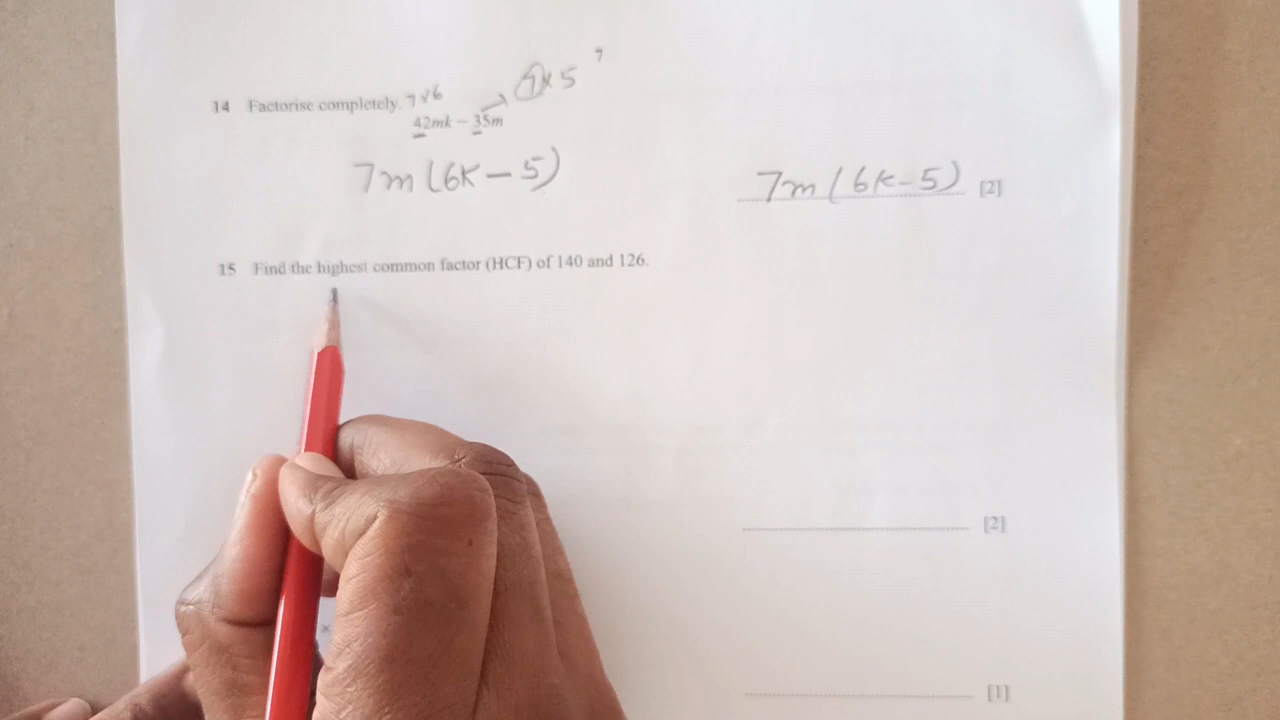 7
7 x 5
14 Factorise completely. 7 x 6
42mk – 35m
7m (6k – 5)
7m (6k – 5) [2]
15 Find the highest common factor (HCF) of 140 and 126.
[2]
[1]